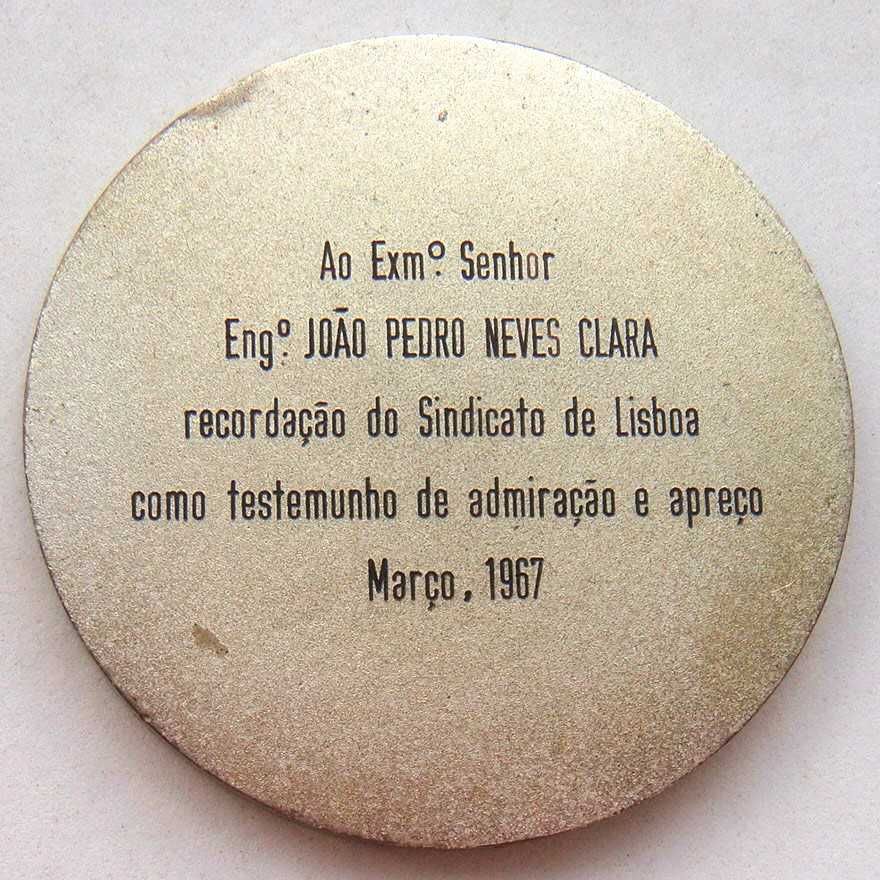 Ao Exmº. Senhor
Engº. JOÃO PEDRO NEVES CLARA
recordação do Sindicato de Lisboa
como testemunho de admiração e apreço
Março, 1967